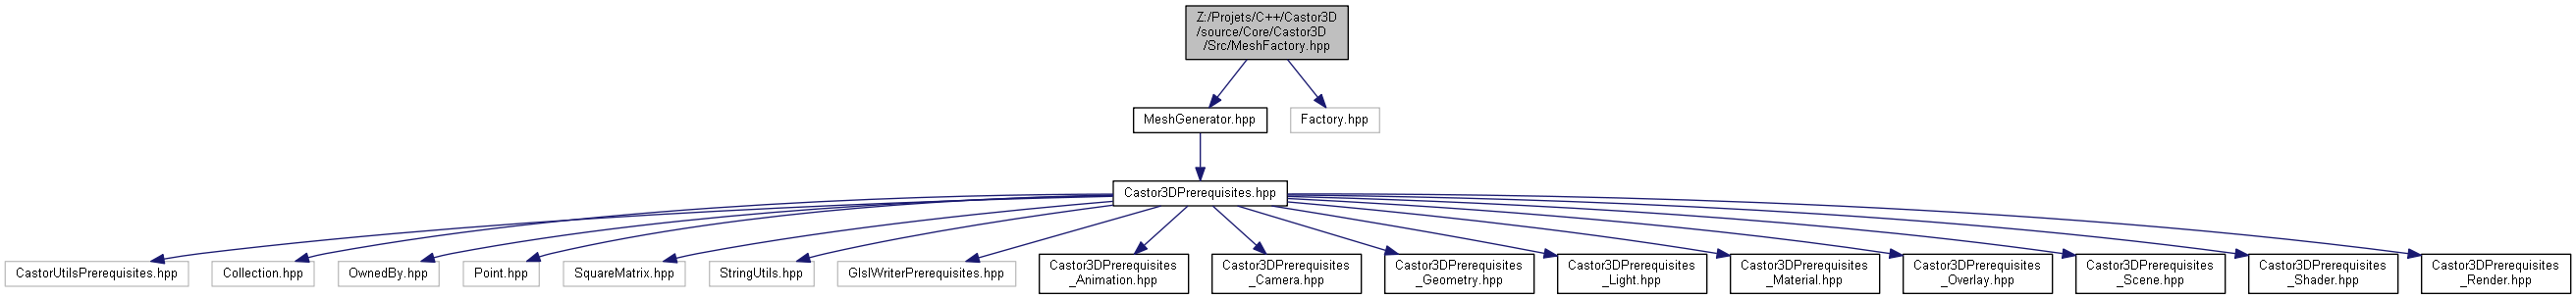 Z:/Projets/C++/Castor3D
/source/Core/Castor3D
/Src/MeshFactory.hpp
MeshGenerator.hpp
Factory.hpp
Castor3DPrerequisites.hpp
CastorUtilsPrerequisites.hpp
Collection.hpp
OwnedBy.hpp
Point.hpp
SquareMatrix.hpp
StringUtils.hpp
GlslWriterPrerequisites.hpp
Castor3DPrerequisites
_Animation.hpp
Castor3DPrerequisites
_Camera.hpp
Castor3DPrerequisites
_Geometry.hpp
Castor3DPrerequisites
_Light.hpp
Castor3DPrerequisites
_Material.hpp
Castor3DPrerequisites
_Overlay.hpp
Castor3DPrerequisites
_Scene.hpp
Castor3DPrerequisites
_Shader.hpp
Castor3DPrerequisites
_Render.hpp